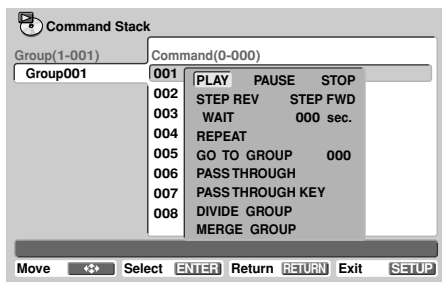 Command Stack
Group(1-001) Command(0-000)
Group001
001 PLAY PAUSE STOP
002 STEP REV STEP FWD
003 WAIT 000 sec.
004 REPEAT
005 GO TO GROUP 000
006 PASS THROUGH
007 PASS THROUGH KEY
008 DIVIDE GROUP
MERGE GROUP
Move Select ENTER Return RETURN Exit SETUP